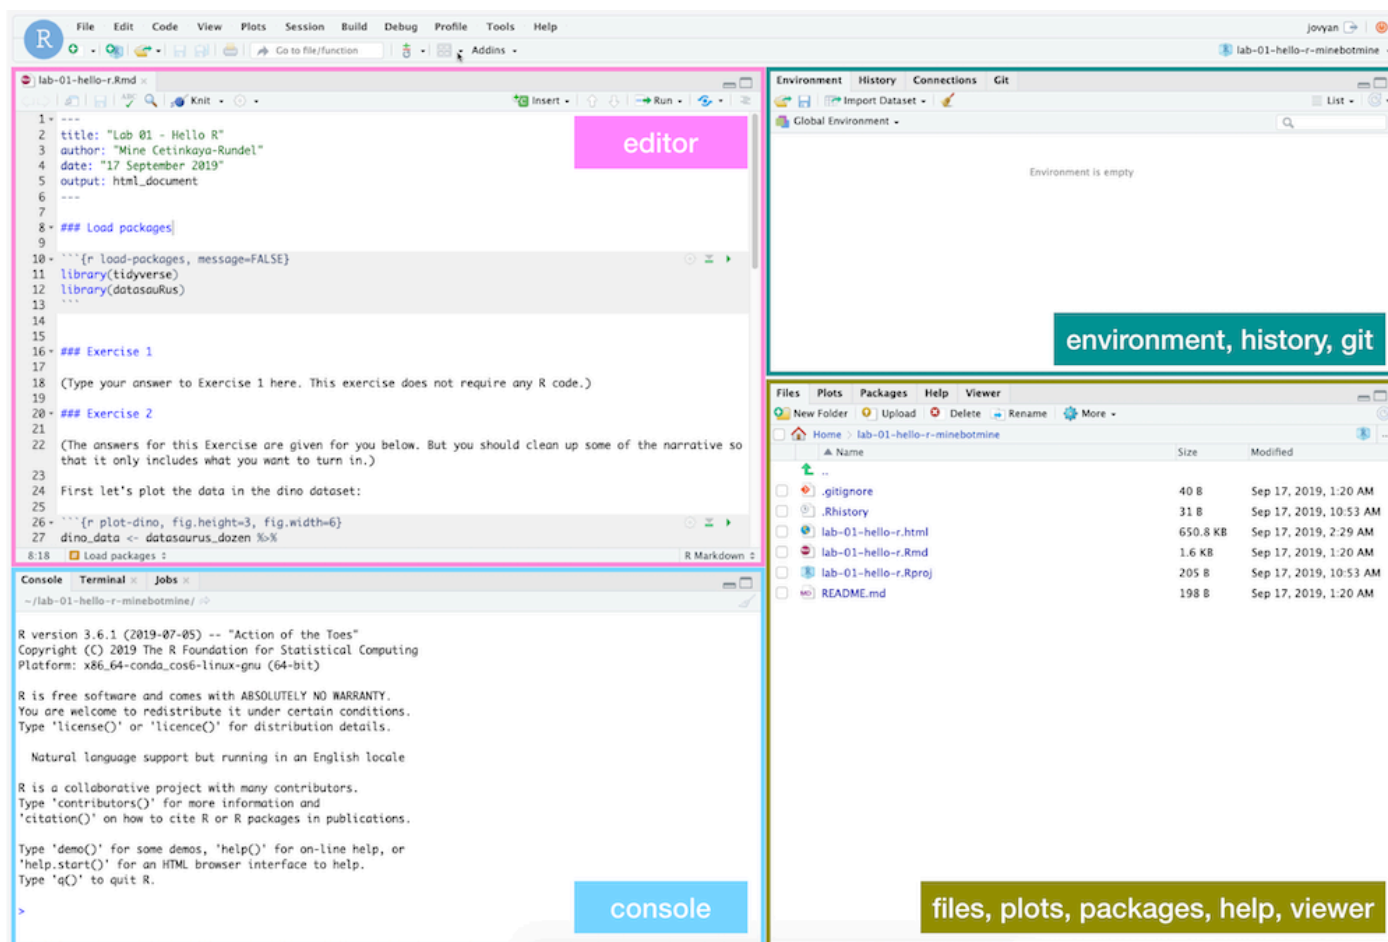 R File Edit Code View Plots Session Build Debug Profile Tools Help jovyan
Go to file/function Addins lab-01-hello-r-minebotmine
lab-01-hello-r.Rmd
ABC Knit Insert Run
1 ---
2 title: "Lab 01 - Hello R"
3 author: "Mine Cetinkaya-Rundel"
4 date: "17 September 2019"
5 output: html_document
6 ---
7
8 ### Load packages
9
10 ```{r load-packages, message=FALSE}
11 library(tidyverse)
12 library(datasauRus)
13 ```
14
15
16 ### Exercise 1
17
18 (Type your answer to Exercise 1 here. This exercise does not require any R code.)
19
20 ### Exercise 2
21
22 (The answers for this Exercise are given for you below. But you should clean up some of the narrative so
that it only includes what you want to turn in.)
23
24 First let's plot the data in the dino dataset:
25
26 ```{r plot-dino, fig.height=3, fig.width=6}
27 dino_data <- datasaurus_dozen %>%
8:18 Load packages R Markdown
editor
Console Terminal Jobs
~/lab-01-hello-r-minebotmine/
R version 3.6.1 (2019-07-05) -- "Action of the Toes"
Copyright (C) 2019 The R Foundation for Statistical Computing
Platform: x86_64-conda_cos6-linux-gnu (64-bit)
R is free software and comes with ABSOLUTELY NO WARRANTY.
You are welcome to redistribute it under certain conditions.
Type 'license()' or 'licence()' for distribution details.
Natural language support but running in an English locale
R is a collaborative project with many contributors.
Type 'contributors()' for more information and
'citation()' on how to cite R or R packages in publications.
Type 'demo()' for some demos, 'help()' for on-line help, or
'help.start()' for an HTML browser interface to help.
Type 'q()' to quit R.
>
console
Environment History Connections Git
Import Dataset List
Global Environment
Environment is empty
environment, history, git
Files Plots Packages Help Viewer
New Folder Upload Delete Rename More
Home lab-01-hello-r-minebotmine
Name Size Modified
..
.gitignore 40 B Sep 17, 2019, 1:20 AM
.Rhistory 31 B Sep 17, 2019, 10:53 AM
lab-01-hello-r.html 650.8 KB Sep 17, 2019, 2:29 AM
lab-01-hello-r.Rmd 1.6 KB Sep 17, 2019, 1:20 AM
lab-01-hello-r.Rproj 205 B Sep 17, 2019, 10:53 AM
README.md 198 B Sep 17, 2019, 1:20 AM
files, plots, packages, help, viewer